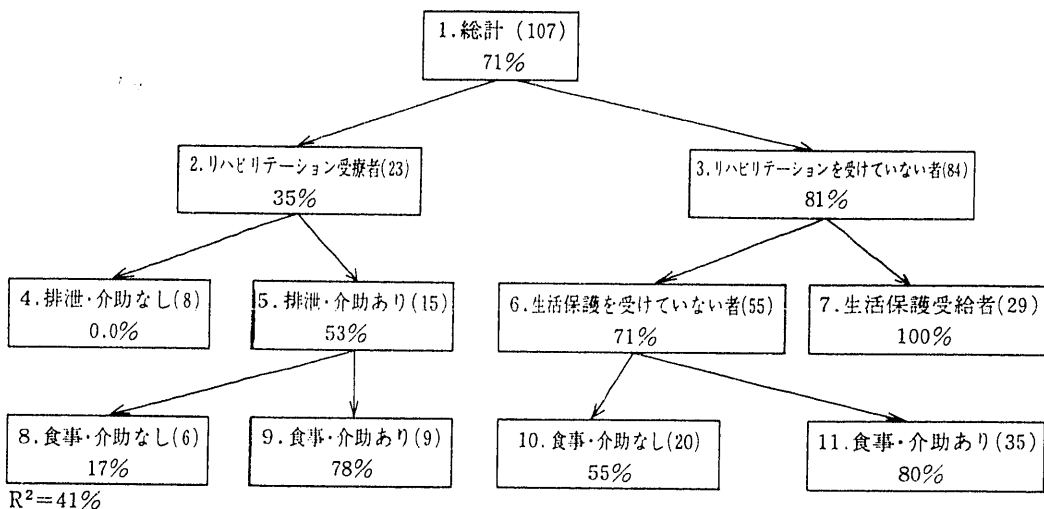 1.総計(107)
71%
2.リハビリテーション受療者(23)
35%
3.リハビリテーションを受けていない者(84)
81%
4.排泄・介助なし(8)
0.0%
5.排泄・介助あり(15)
53%
6.生活保護を受けていない者(55)
71%
7.生活保護受給者(29)
100%
8.食事・介助なし(6)
17%
9.食事・介助あり(9)
78%
10.食事・介助なし(20)
55%
11.食事・介助あり(35)
80%
R²=41%